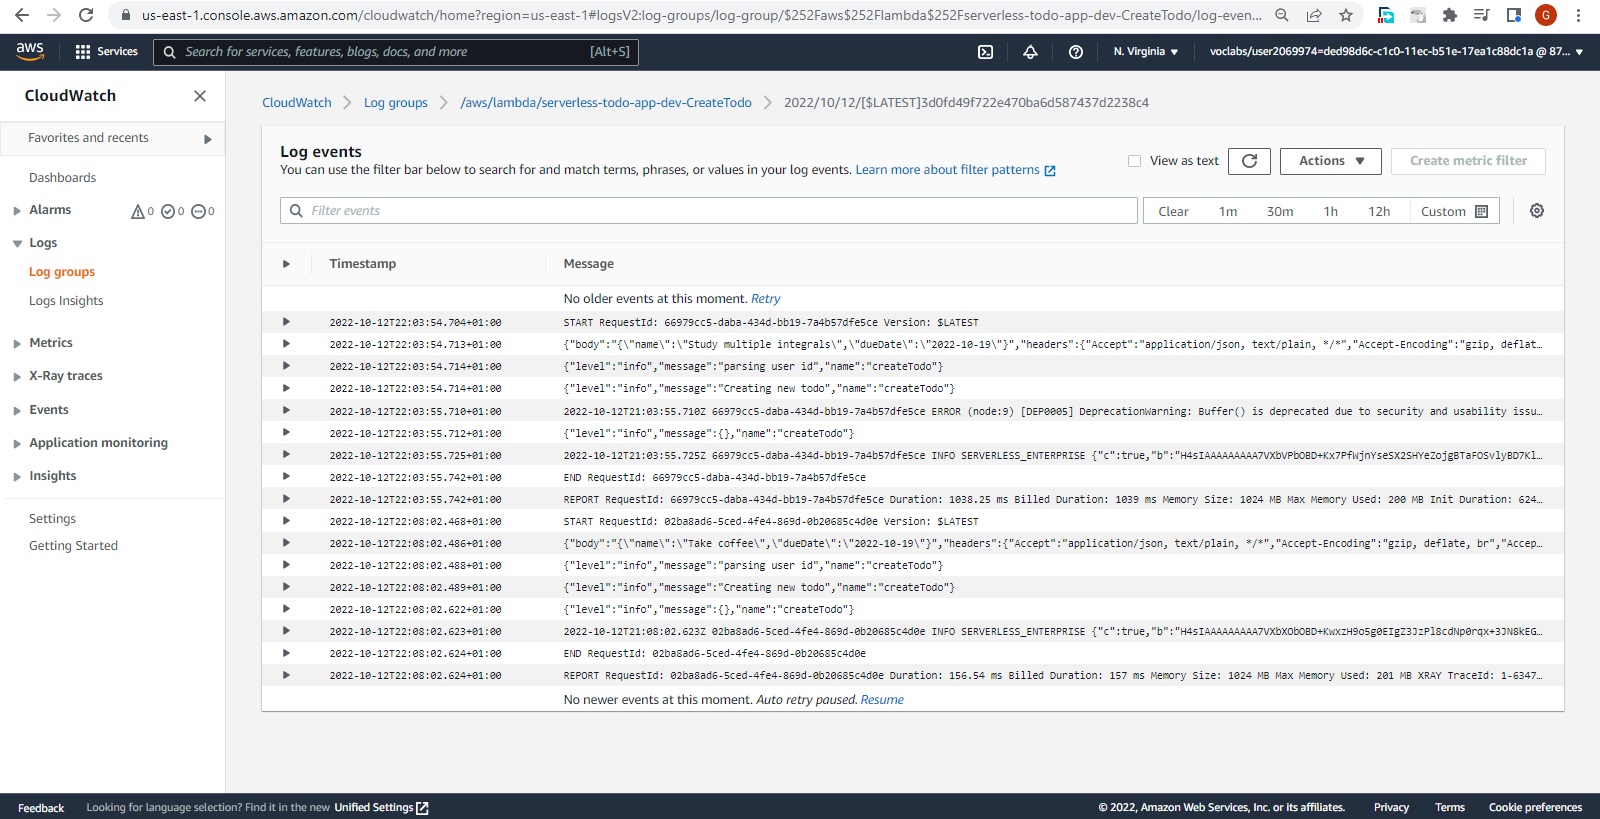 us-east-1.console.aws.amazon.com/cloudwatch/home?region=us-east-1#logsV2:log-groups/log-group/$252Faws$252Flambda$252Fserverless-todo-app-dev-CreateTodo/log-even...
G
aws
Services
Search for services, features, blogs, docs, and more
[Alt+S]
N. Virginia
voclabs/user2069974=ded98d6c-c1c0-11ec-b51e-17ea1c88dc1a @ 87...
CloudWatch
Favorites and recents
Dashboards
Alarms
0 0 0
Logs
Log groups
Logs Insights
Metrics
X-Ray traces
Events
Application monitoring
Insights
Settings
Getting Started
CloudWatch
Log groups
/aws/lambda/serverless-todo-app-dev-CreateTodo
2022/10/12/[$LATEST]3d0fd49f722e470ba6d587437d2238c4
Log events
You can use the filter bar below to search for and match terms, phrases, or values in your log events. Learn more about filter patterns
View as text
Actions
Create metric filter
Filter events
Clear 1m 30m 1h 12h Custom
Timestamp Message
No older events at this moment. Retry
2022-10-12T22:03:54.704+01:00 START RequestId: 66979cc5-daba-434d-bb19-7a4b57dfe5ce Version: $LATEST
2022-10-12T22:03:54.713+01:00 {"body":"{\"name\":\"Study multiple integrals\",\"dueDate\":\"2022-10-19\"}","headers":{"Accept":"application/json, text/plain, */*","Accept-Encoding":"gzip, deflat...
2022-10-12T22:03:54.714+01:00 {"level":"info","message":"parsing user id","name":"createTodo"}
2022-10-12T22:03:54.714+01:00 {"level":"info","message":"Creating new todo","name":"createTodo"}
2022-10-12T22:03:55.710+01:00 2022-10-12T21:03:55.710Z 66979cc5-daba-434d-bb19-7a4b57dfe5ce ERROR (node:9) [DEP0005] DeprecationWarning: Buffer() is deprecated due to security and usability issu...
2022-10-12T22:03:55.712+01:00 {"level":"info","message":{},"name":"createTodo"}
2022-10-12T22:03:55.725+01:00 2022-10-12T21:03:55.725Z 66979cc5-daba-434d-bb19-7a4b57dfe5ce INFO SERVERLESS_ENTERPRISE {"c":true,"b":"H4sIAAAAAAAAA7VXbVPbOBD+Kx7PfWjnYseSX2SHYeZojgBTaFOSvlyBD7Kl...
2022-10-12T22:03:55.742+01:00 END RequestId: 66979cc5-daba-434d-bb19-7a4b57dfe5ce
2022-10-12T22:03:55.742+01:00 REPORT RequestId: 66979cc5-daba-434d-bb19-7a4b57dfe5ce Duration: 1038.25 ms Billed Duration: 1039 ms Memory Size: 1024 MB Max Memory Used: 200 MB Init Duration: 624...
2022-10-12T22:08:02.468+01:00 START RequestId: 02ba8ad6-5ced-4fe4-869d-0b20685c4d0e Version: $LATEST
2022-10-12T22:08:02.486+01:00 {"body":"{\"name\":\"Take coffee\",\"dueDate\":\"2022-10-19\"}","headers":{"Accept":"application/json, text/plain, */*","Accept-Encoding":"gzip, deflate, br","Accep...
2022-10-12T22:08:02.488+01:00 {"level":"info","message":"parsing user id","name":"createTodo"}
2022-10-12T22:08:02.489+01:00 {"level":"info","message":"Creating new todo","name":"createTodo"}
2022-10-12T22:08:02.622+01:00 {"level":"info","message":{},"name":"createTodo"}
2022-10-12T22:08:02.623+01:00 2022-10-12T21:08:02.623Z 02ba8ad6-5ced-4fe4-869d-0b20685c4d0e INFO SERVERLESS_ENTERPRISE {"c":true,"b":"H4sIAAAAAAAAA7VXbXObOBD+KwxzH9o5g0EIgZ3JzPl8cdNp0rqx+3JN8kEG...
2022-10-12T22:08:02.624+01:00 END RequestId: 02ba8ad6-5ced-4fe4-869d-0b20685c4d0e
2022-10-12T22:08:02.624+01:00 REPORT RequestId: 02ba8ad6-5ced-4fe4-869d-0b20685c4d0e Duration: 156.54 ms Billed Duration: 157 ms Memory Size: 1024 MB Max Memory Used: 201 MB XRAY TraceId: 1-6347...
No newer events at this moment. Auto retry paused. Resume
Feedback
Looking for language selection? Find it in the new Unified Settings
© 2022, Amazon Web Services, Inc. or its affiliates.
Privacy
Terms
Cookie preferences